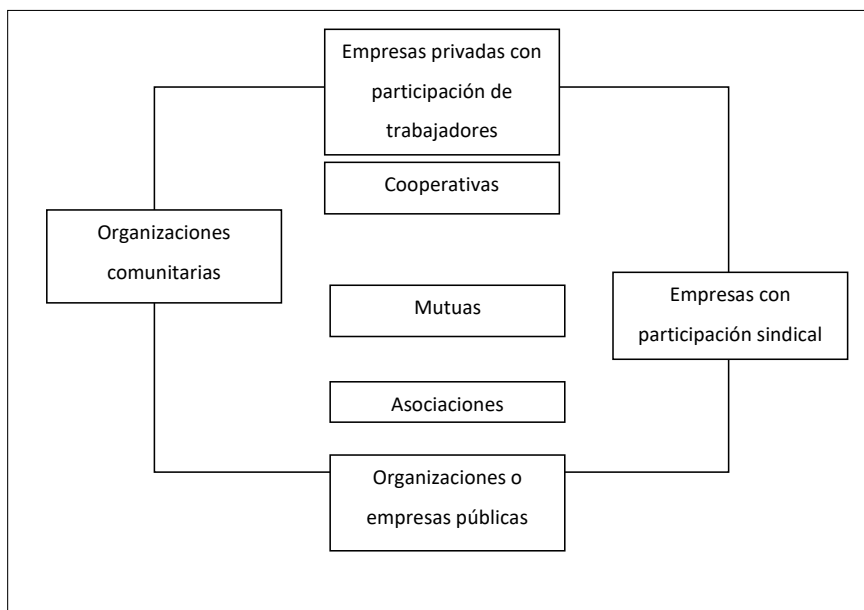 Empresas privadas con
participación de
trabajadores
Cooperativas
Organizaciones
comunitarias
Mutuas
Empresas con
participación sindical
Asociaciones
Organizaciones o
empresas públicas